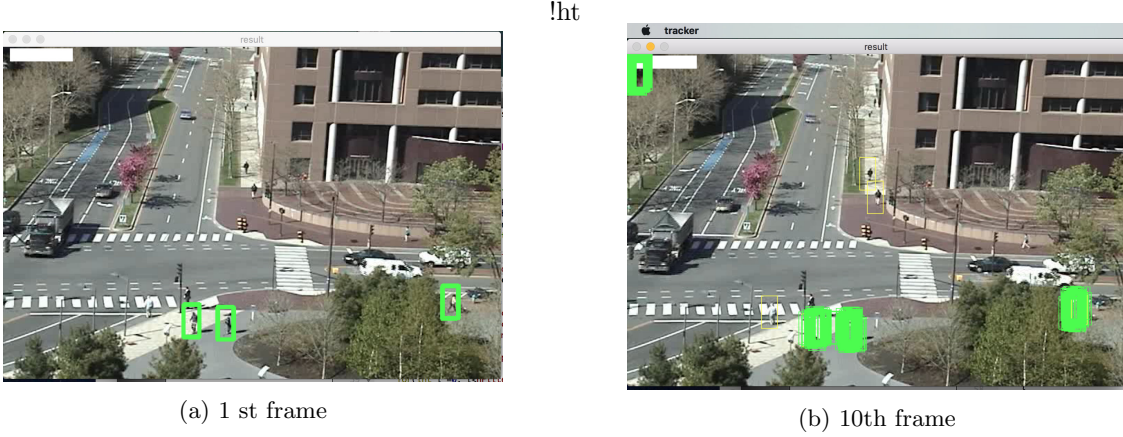 !ht
result
tracker
result
(a) 1 st frame
(b) 10th frame